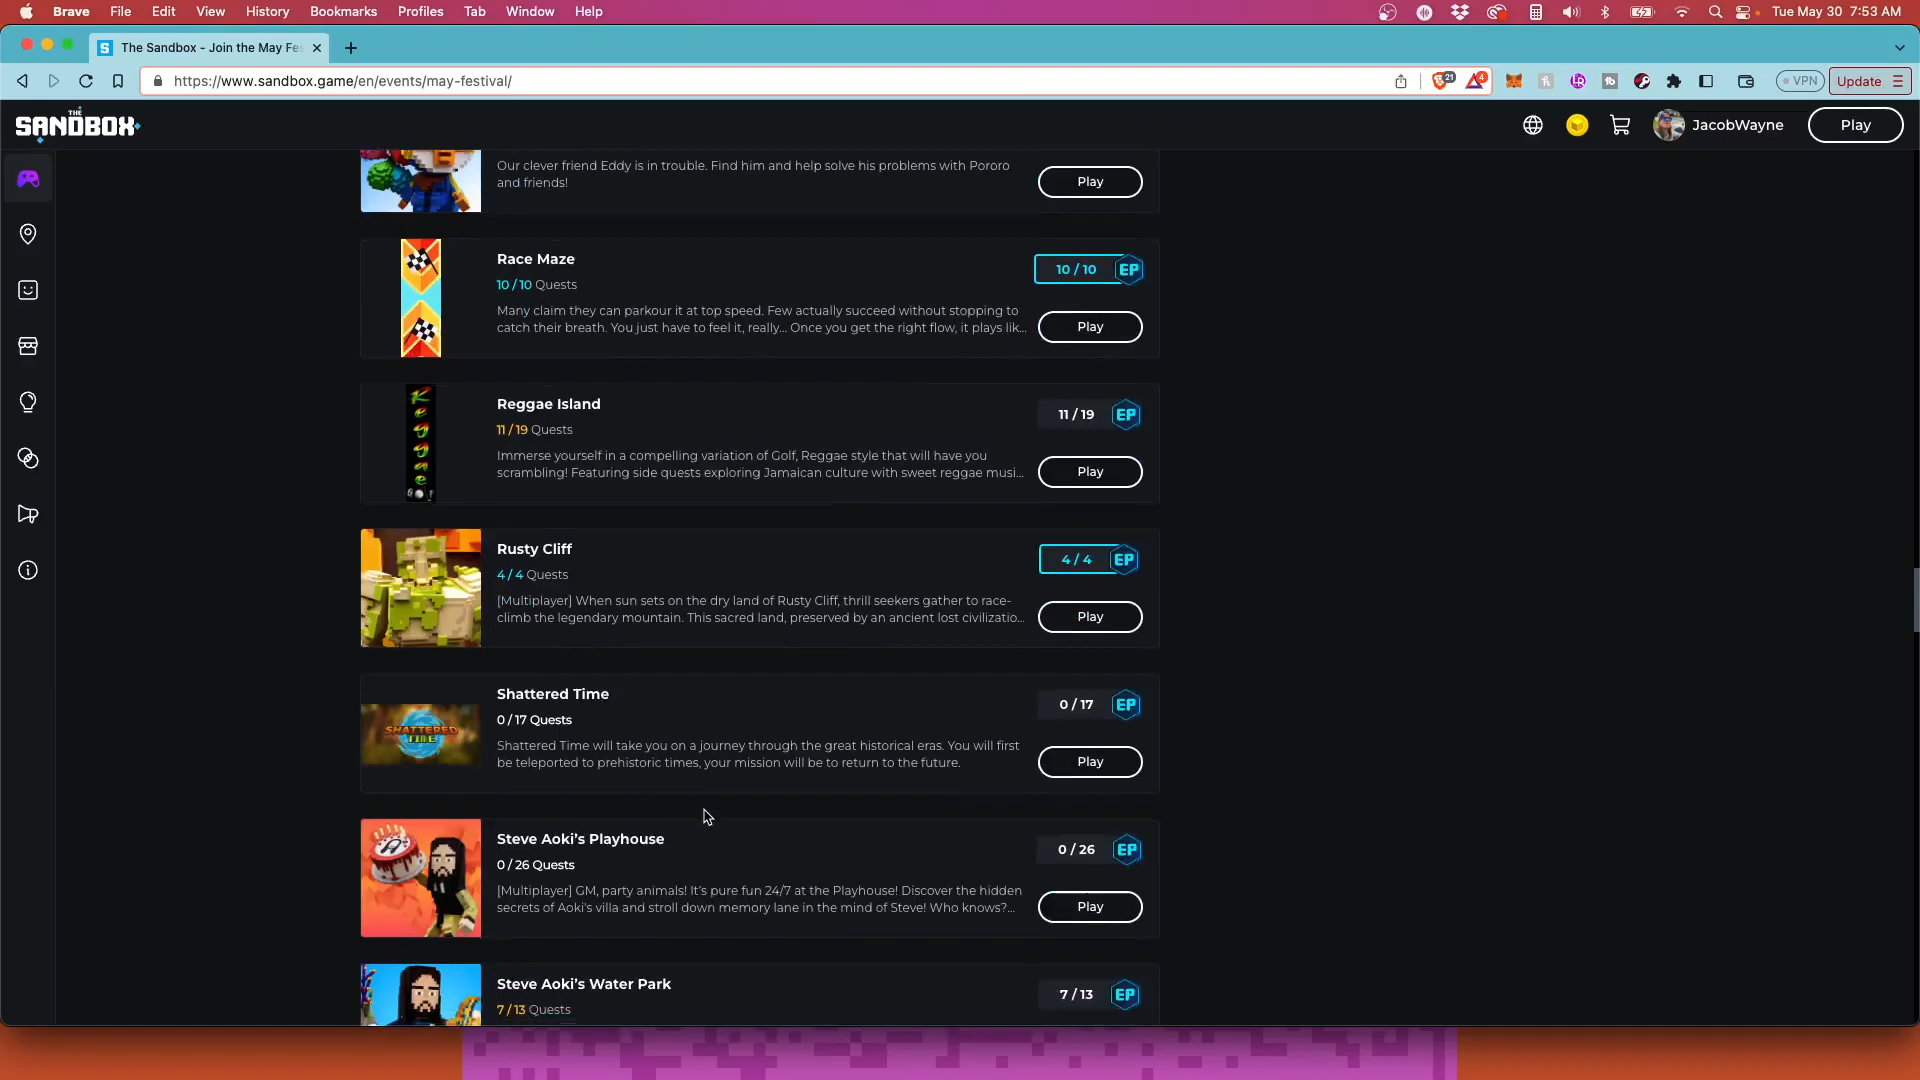 Brave File Edit View History Bookmarks Profiles Tab Window Help Tue May 30 7:53 AM
The Sandbox - Join the May Fes
https://www.sandbox.game/en/events/may-festival/ 21 4 VPN Update
THE SANDBOX JacobWayne Play
Our clever friend Eddy is in trouble. Find him and help solve his problems with Pororo
and friends!
Play
Race Maze
10 / 10 Quests
10 / 10 EP
Many claim they can parkour it at top speed. Few actually succeed without stopping to
catch their breath. You just have to feel it, really... Once you get the right flow, it plays lik...
Play
Reggae
Reggae Island
11 / 19 Quests
11 / 19 EP
Immerse yourself in a compelling variation of Golf, Reggae style that will have you
scrambling! Featuring side quests exploring Jamaican culture with sweet reggae musi...
Play
Rusty Cliff
4 / 4 Quests
4 / 4 EP
[Multiplayer] When sun sets on the dry land of Rusty Cliff, thrill seekers gather to race-
climb the legendary mountain. This sacred land, preserved by an ancient lost civilizatio...
Play
SHATTERED
TIME
Shattered Time
0 / 17 Quests
0 / 17 EP
Shattered Time will take you on a journey through the great historical eras. You will first
be teleported to prehistoric times, your mission will be to return to the future.
Play
Steve Aoki's Playhouse
0 / 26 Quests
0 / 26 EP
[Multiplayer] GM, party animals! It's pure fun 24/7 at the Playhouse! Discover the hidden
secrets of Aoki's villa and stroll down memory lane in the mind of Steve! Who knows?...
Play
Steve Aoki's Water Park
7 / 13 Quests
7 / 13 EP